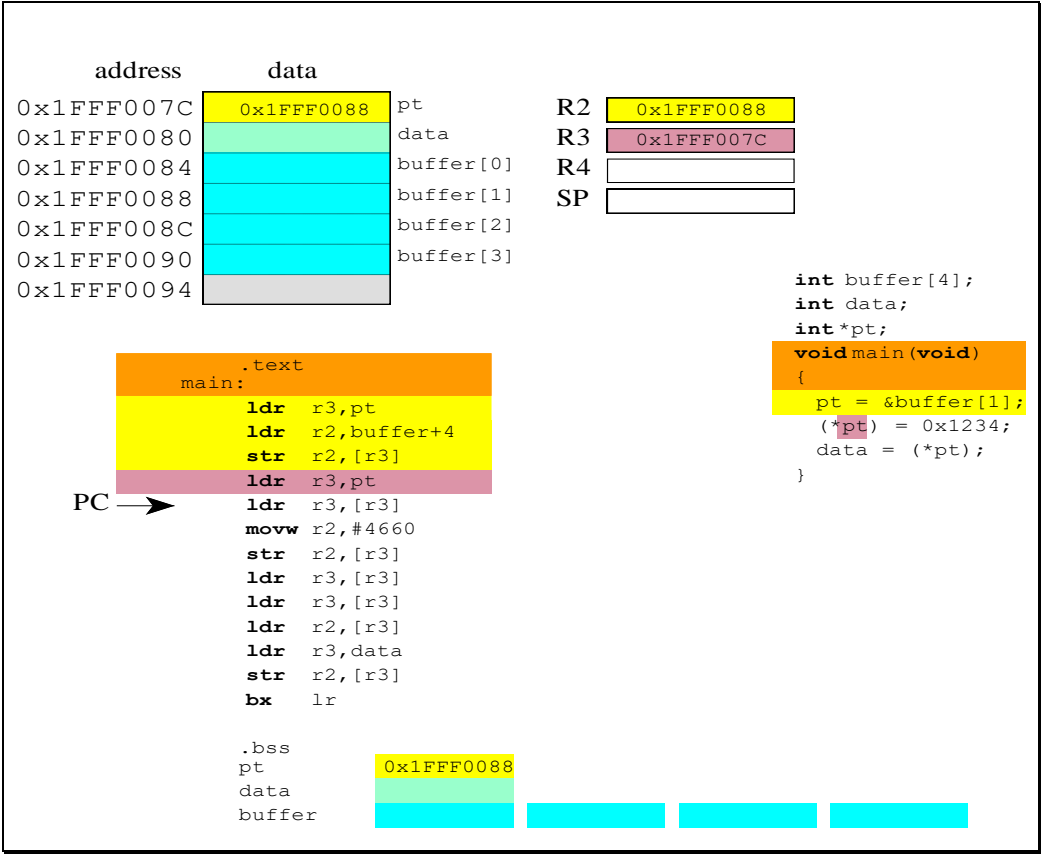 address data
0x1FFF007C 0x1FFF0088 pt R2 0x1FFF0088
0x1FFF0080 data R3 0x1FFF007C
0x1FFF0084 buffer[0] R4
0x1FFF0088 buffer[1] SP
0x1FFF008C buffer[2]
0x1FFF0090 buffer[3]
0x1FFF0094
int buffer[4];
int data;
int *pt;
void main(void)
{
pt = &buffer[1];
(*pt) = 0x1234;
data = (*pt);
}
.text
main:
ldr r3,pt
ldr r2,buffer+4
str r2,[r3]
ldr r3,pt
PC ldr r3,[r3]
movw r2,#4660
str r2,[r3]
ldr r3,[r3]
ldr r3,[r3]
ldr r2,[r3]
ldr r3,data
str r2,[r3]
bx lr
.bss
pt 0x1FFF0088
data
buffer